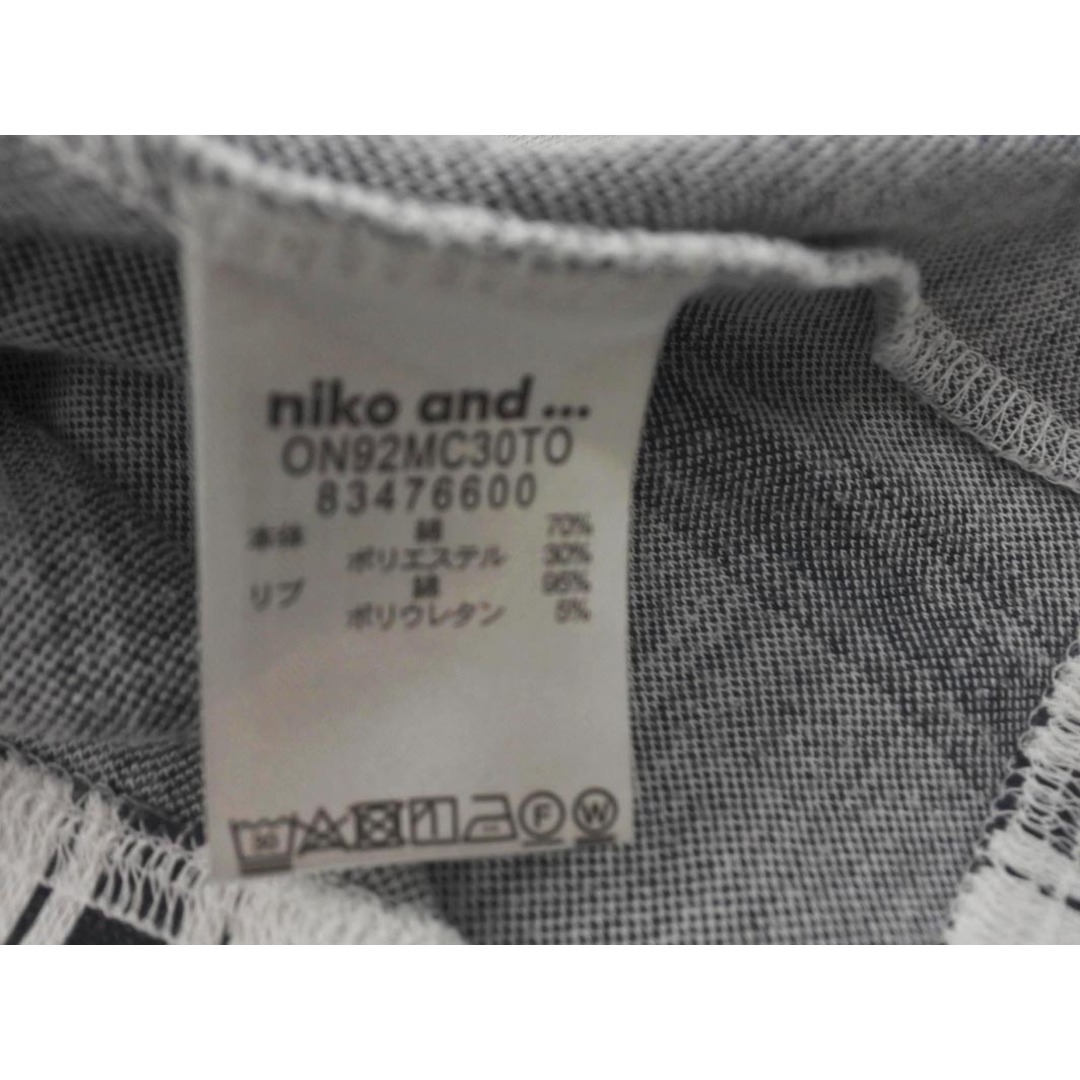 niko and ...
ON92MC30TO
83476600
本体 綿 70%
ポリエステル 30%
リブ 綿 95%
ポリウレタン 5%
30
F W